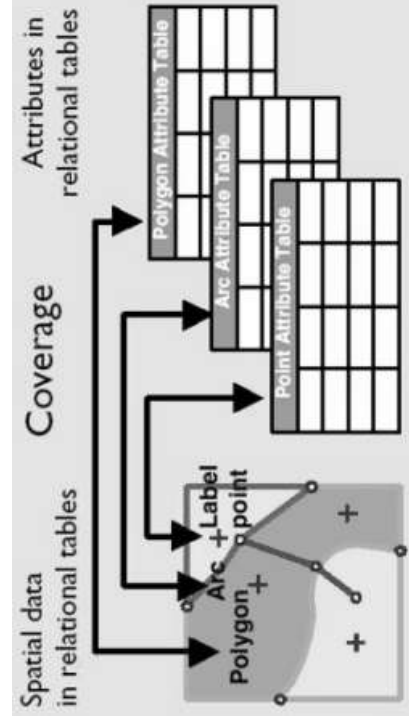 Coverage
Spatial data
in relational tables
Attributes in
relational tables
Polygon
Arc
Label
point
Polygon Attribute Table
Arc Attribute Table
Point Attribute Table